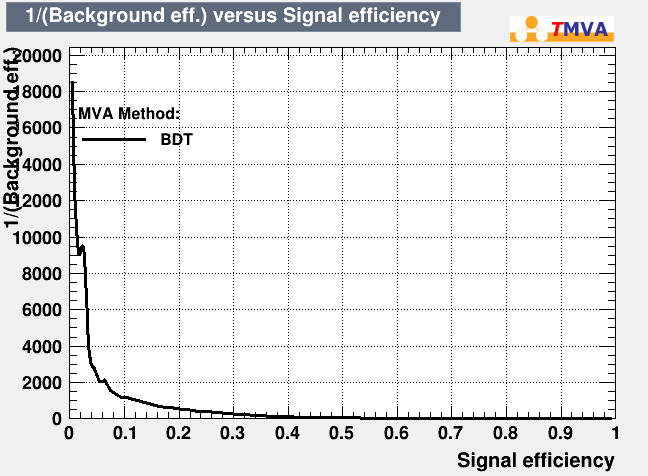 1/(Background eff.) versus Signal efficiency
TMVA
1/(Background eff.)
20000
18000
16000
14000
12000
10000
8000
6000
4000
2000
0
MVA Method:
BDT
0 0.1 0.2 0.3 0.4 0.5 0.6 0.7 0.8 0.9 1
Signal efficiency